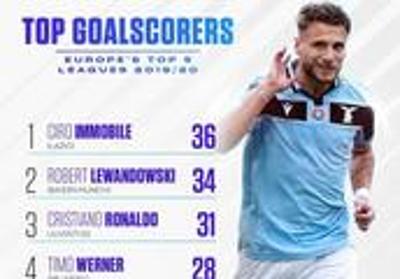 TOP GOALSCORERS
EUROPE'S TOP 5
LEAGUES 2019/20
1 CIRO IMMOBILE 36
(LAZIO)
2 ROBERT LEWANDOWSKI 34
(BAYERN MUNICH)
3 CRISTIANO RONALDO 31
(JUVENTUS)
4 TIMO WERNER 28